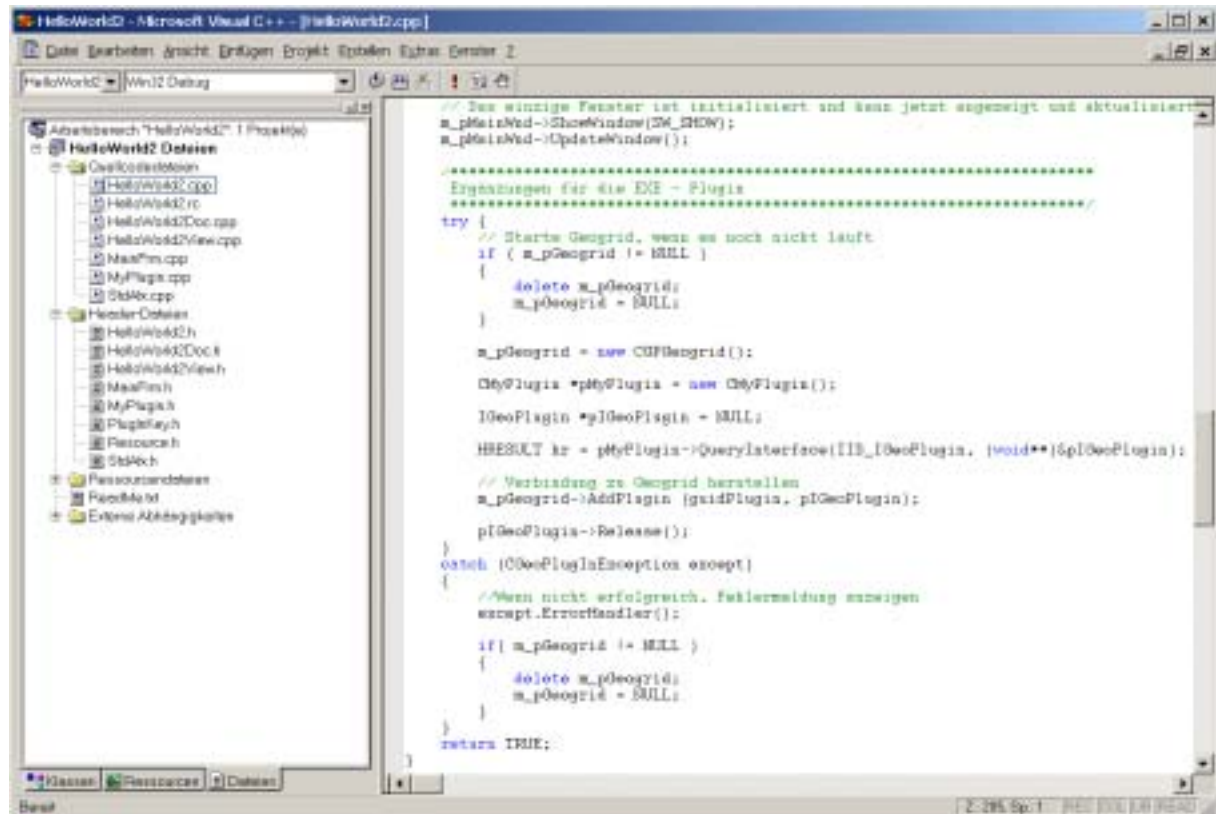 HelloWorld2 - Microsoft Visual C++ - [HelloWorld2.cpp]
Datei Bearbeiten Ansicht Einfügen Projekt Erstellen Extras Fenster ?
HelloWorld2 Win32 Debug
Arbeitsbereich "HelloWorld2": 1 Projekt(e)
HelloWorld2 Dateien
Quellcodedateien
HelloWorld2.cpp
HelloWorld2.rc
HelloWorld2Doc.cpp
HelloWorld2View.cpp
MainFrm.cpp
MyPlugin.cpp
StdAfx.cpp
Header-Dateien
HelloWorld2.h
HelloWorld2Doc.h
HelloWorld2View.h
MainFrm.h
MyPlugin.h
PluginKey.h
Resource.h
StdAfx.h
Ressourcendateien
ReadMe.txt
Externe Abhängigkeiten
Klassen Ressourcen Dateien
// Das einzige Fenster ist initialisiert und kann jetzt angezeigt und aktualisiert
m_pMainWnd->ShowWindow(SW_SHOW);
m_pMainWnd->UpdateWindow();
Ergänzungen für die EXE - Plugin
try {
// Starte Geogrid, wenn es noch nicht läuft
if ( m_pGeogrid != NULL )
{
delete m_pGeogrid;
m_pGeogrid = NULL;
}
m_pGeogrid = new CGPGeogrid();
CMyPlugin *pMyPlugin = new CMyPlugin();
IGeoPlugin *pIGeoPlugin = NULL;
HRESULT hr = pMyPlugin->QueryInterface(IID_IGeoPlugin, (void**)&pIGeoPlugin);
// Verbindung zu Geogrid herstellen
m_pGeogrid->AddPlugin (guidPlugin, pIGeoPlugin);
pIGeoPlugin->Release();
}
catch (CGeoPlugInException except)
{
//Wenn nicht erfolgreich, Fehlermeldung anzeigen
except.ErrorHandler();
if( m_pGeogrid != NULL )
{
delete m_pGeogrid;
m_pGeogrid = NULL;
}
}
return TRUE;
}
Bereit
Z 285, Sp. 1